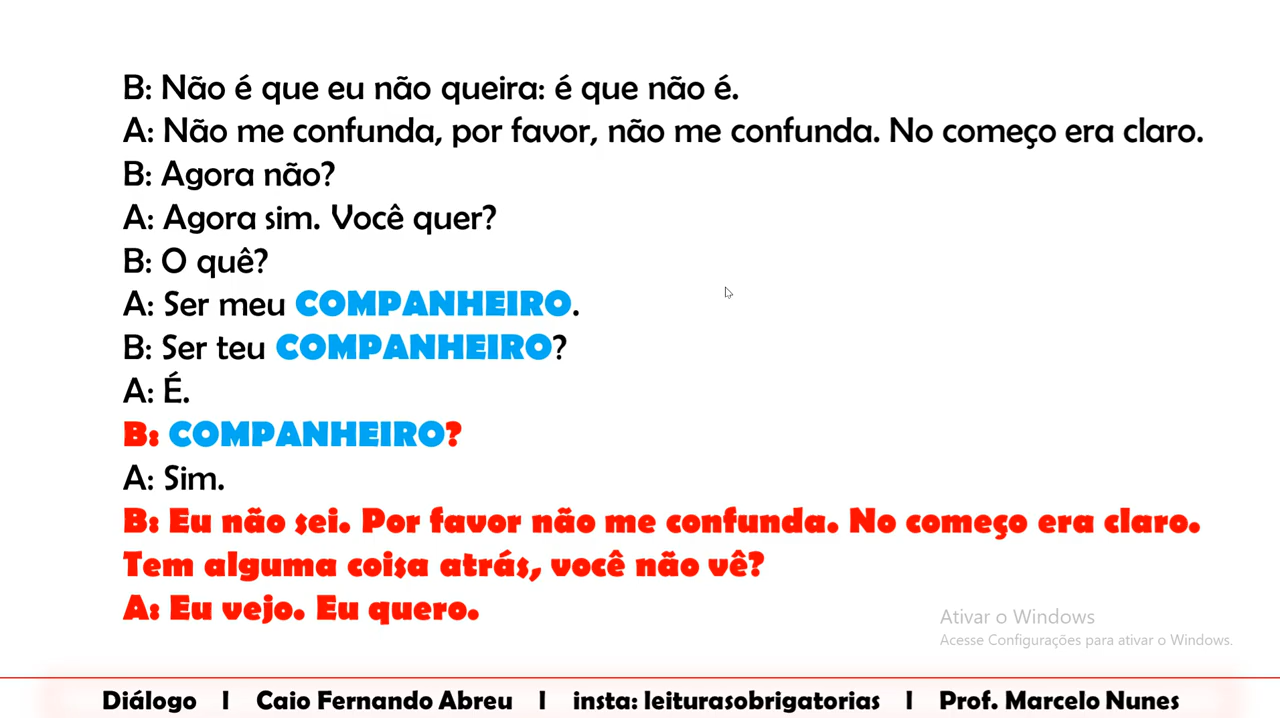 B: Não é que eu não queira: é que não é.
A: Não me confunda, por favor, não me confunda. No começo era claro.
B: Agora não?
A: Agora sim. Você quer?
B: O quê?
A: Ser meu COMPANHEIRO.
B: Ser teu COMPANHEIRO?
A: É.
B: COMPANHEIRO?
A: Sim.
B: Eu não sei. Por favor não me confunda. No começo era claro.
Tem alguma coisa atrás, você não vê?
A: Eu vejo. Eu quero.
Ativar o Windows
Acesse Configurações para ativar o Windows.
Diálogo I Caio Fernando Abreu I insta: leiturasobrigatorias I Prof. Marcelo Nunes